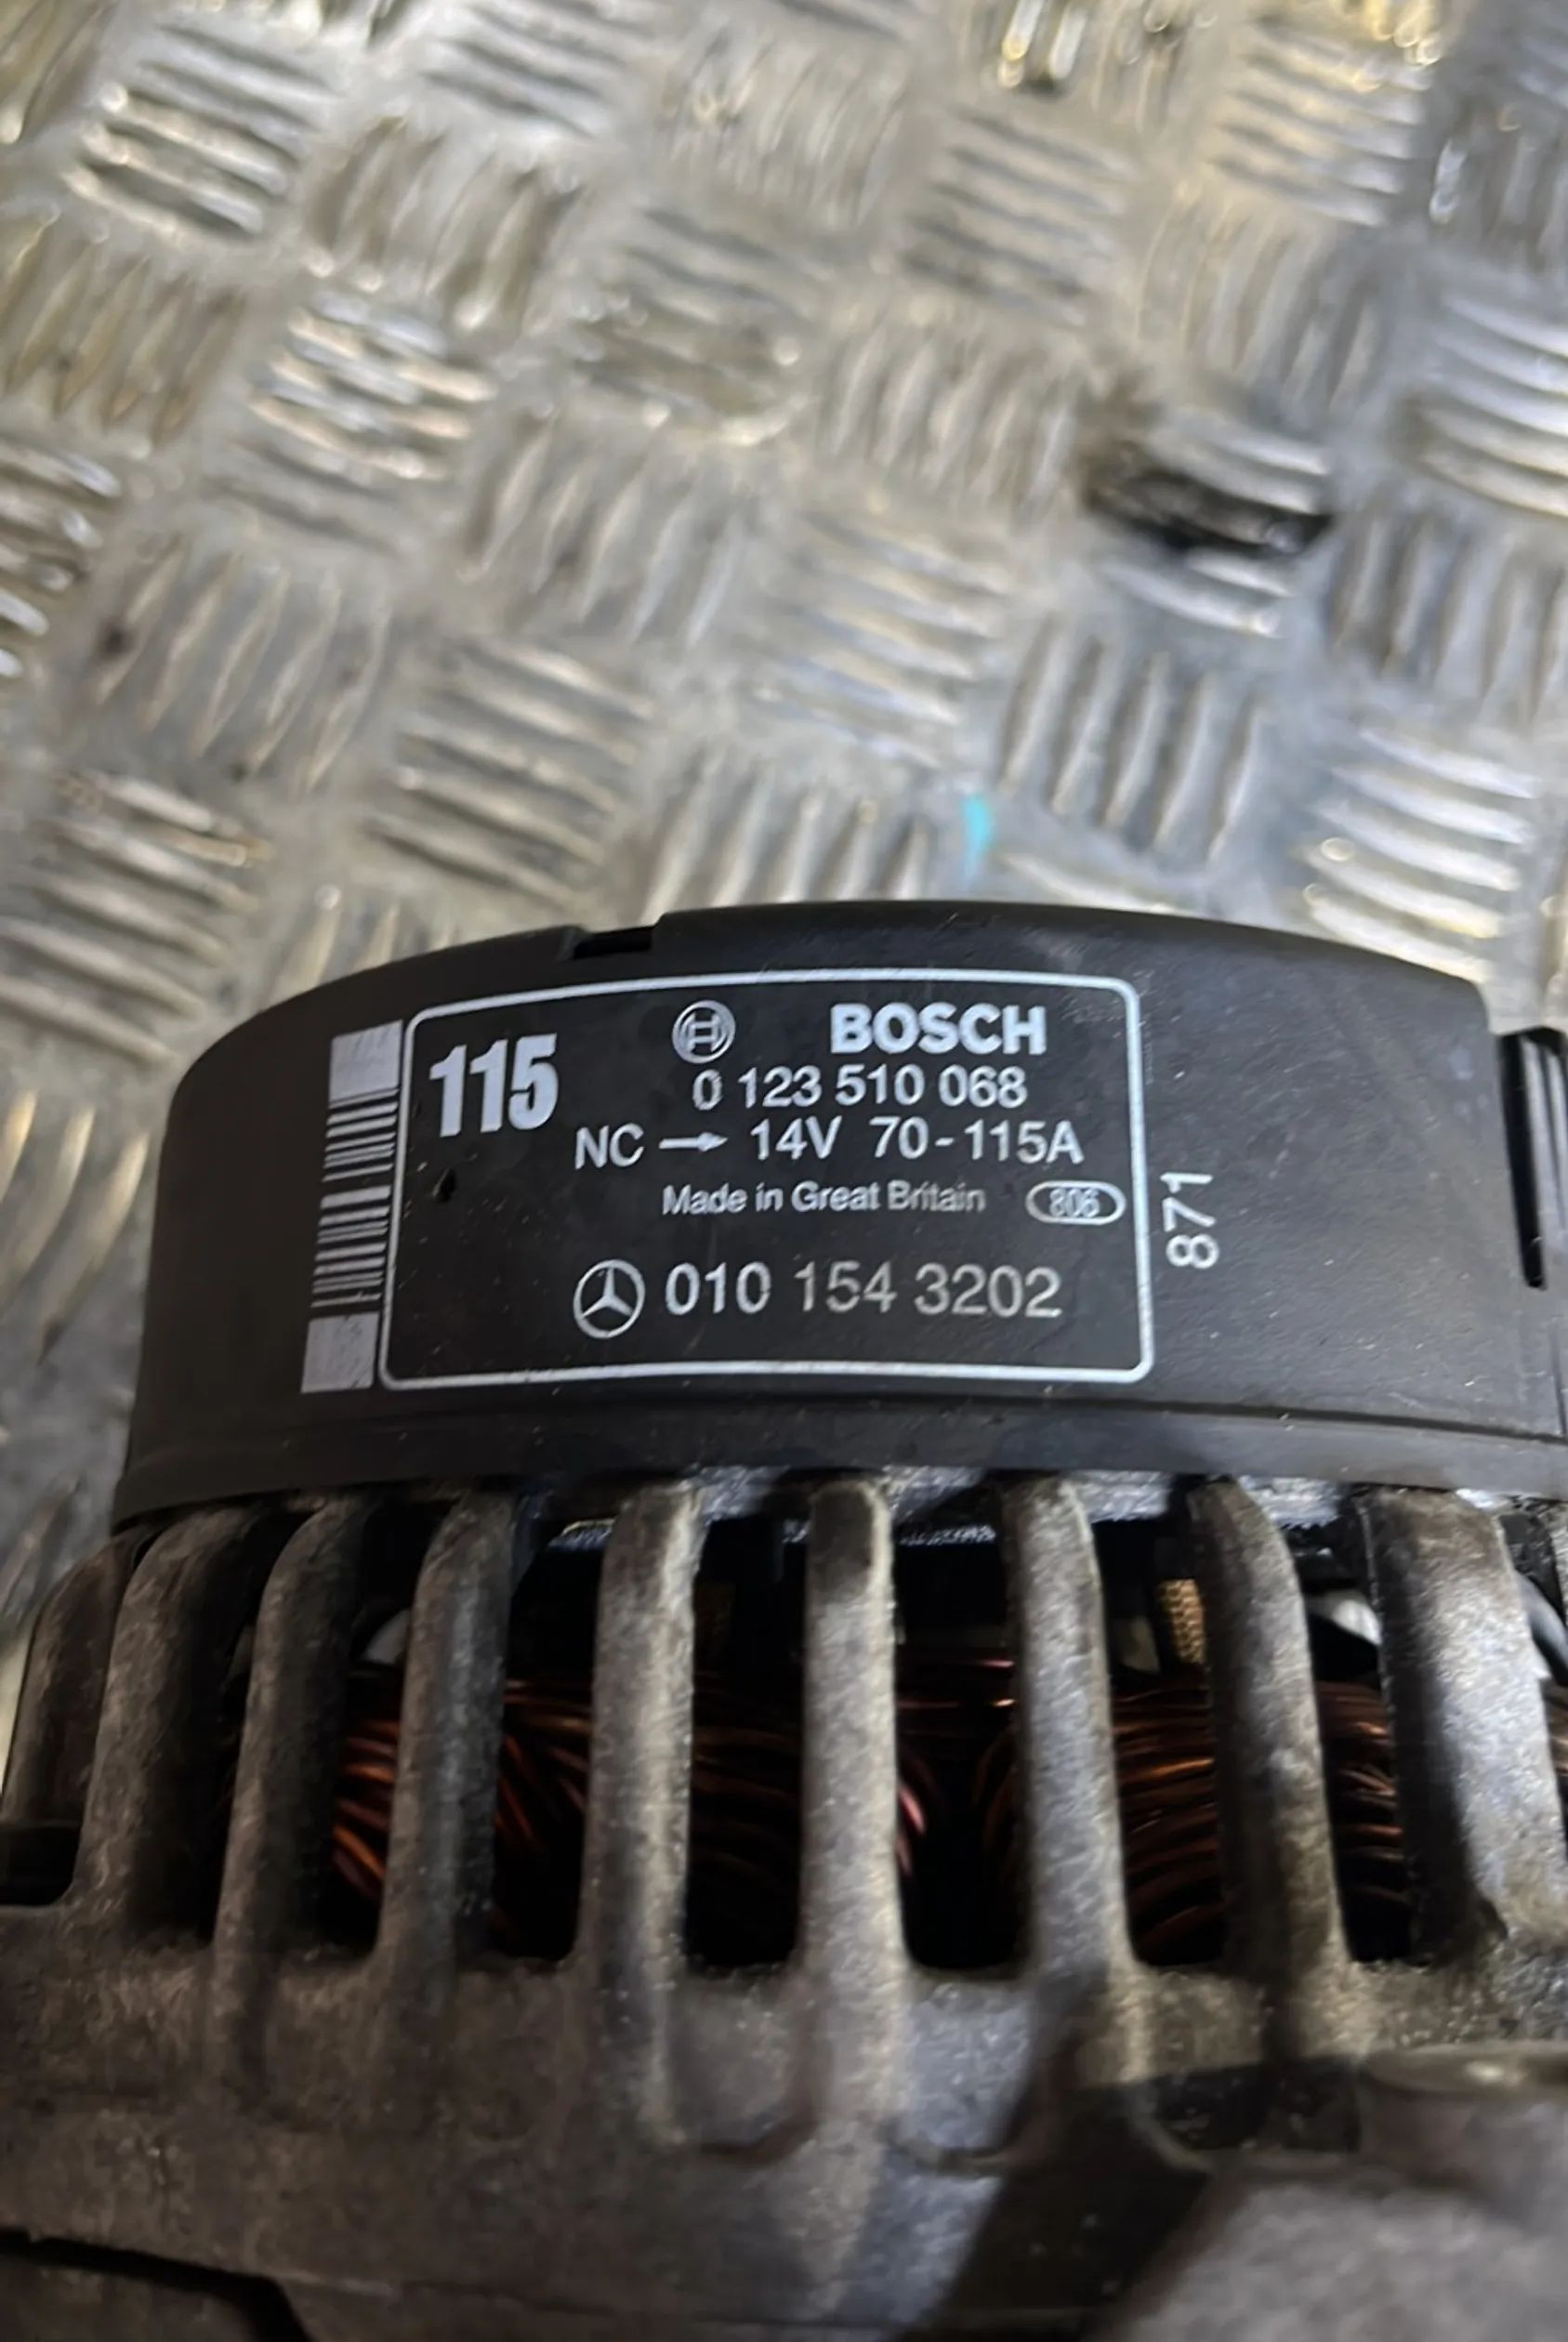 115
BOSCH
0 123 510 068
NC → 14V 70-115A
Made in Great Britain 806
010 154 3202
871